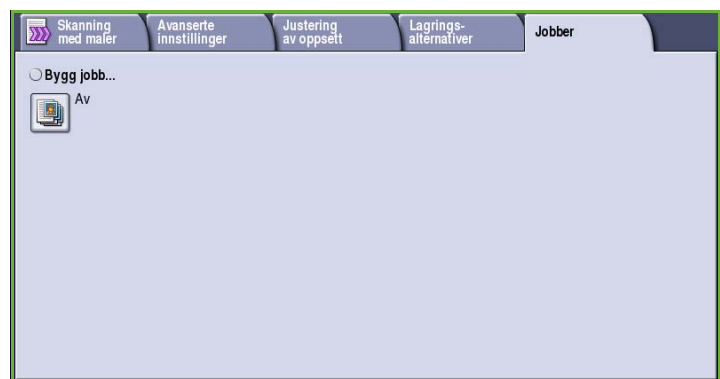 Skanning
med maler
Avanserte
innstillinger
Justering
av oppsett
Lagrings-
alternativer
Jobber
Bygg jobb...
Av